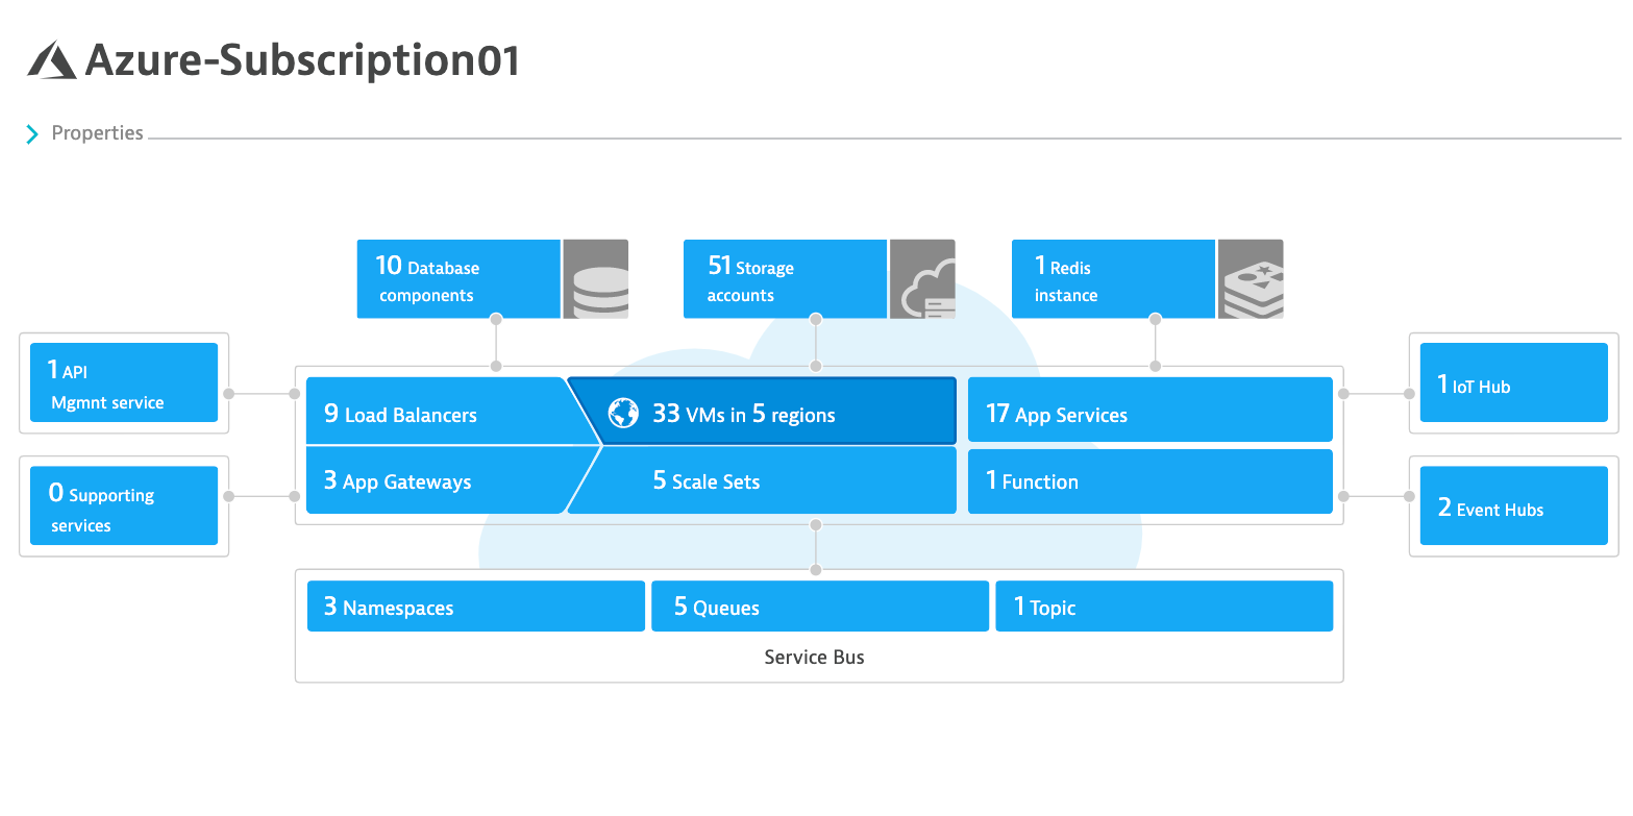 Azure-Subscription01
Properties
10 Database
components
51 Storage
accounts
1 Redis
instance
1 API
Mgmnt service
0 Supporting
services
9 Load Balancers
33 VMs in 5 regions
17 App Services
3 App Gateways
5 Scale Sets
1 Function
1 IoT Hub
2 Event Hubs
3 Namespaces
5 Queues
1 Topic
Service Bus